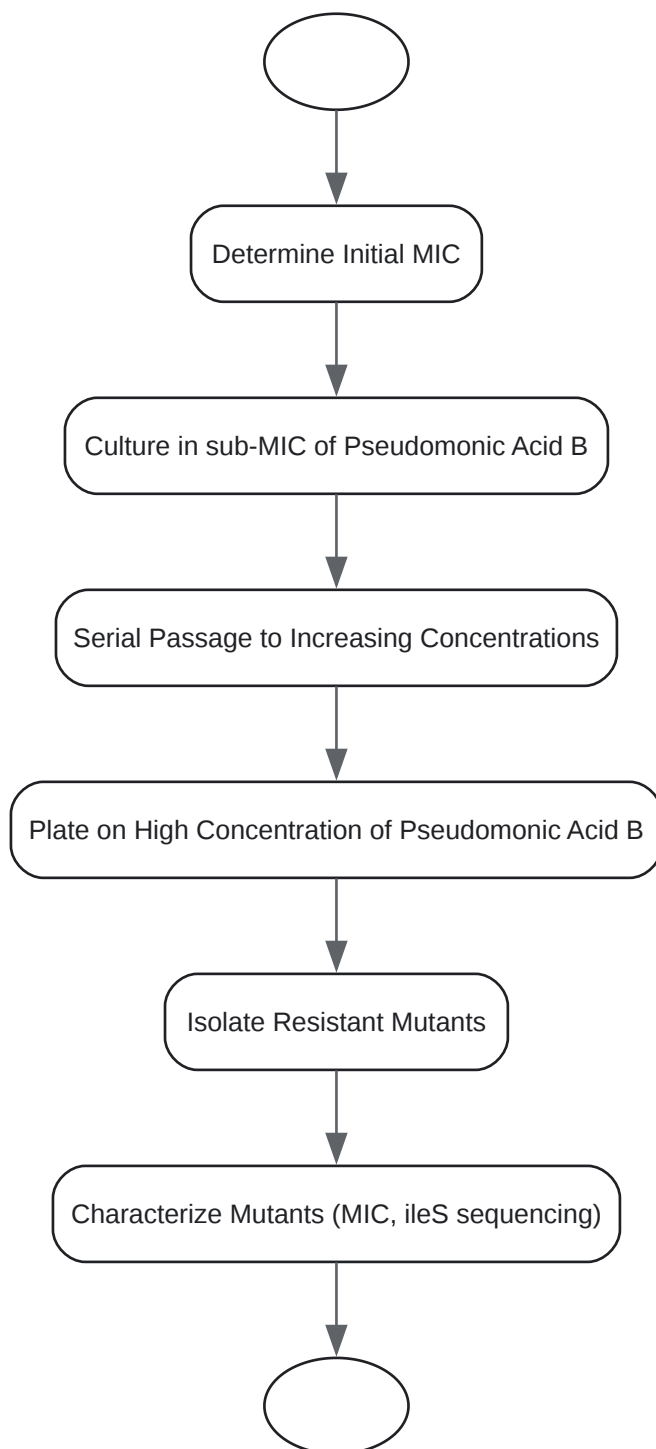 Determine Initial MIC
Culture in sub-MIC of Pseudomonic Acid B
Serial Passage to Increasing Concentrations
Plate on High Concentration of Pseudomonic Acid B
Isolate Resistant Mutants
Characterize Mutants (MIC, ileS sequencing)